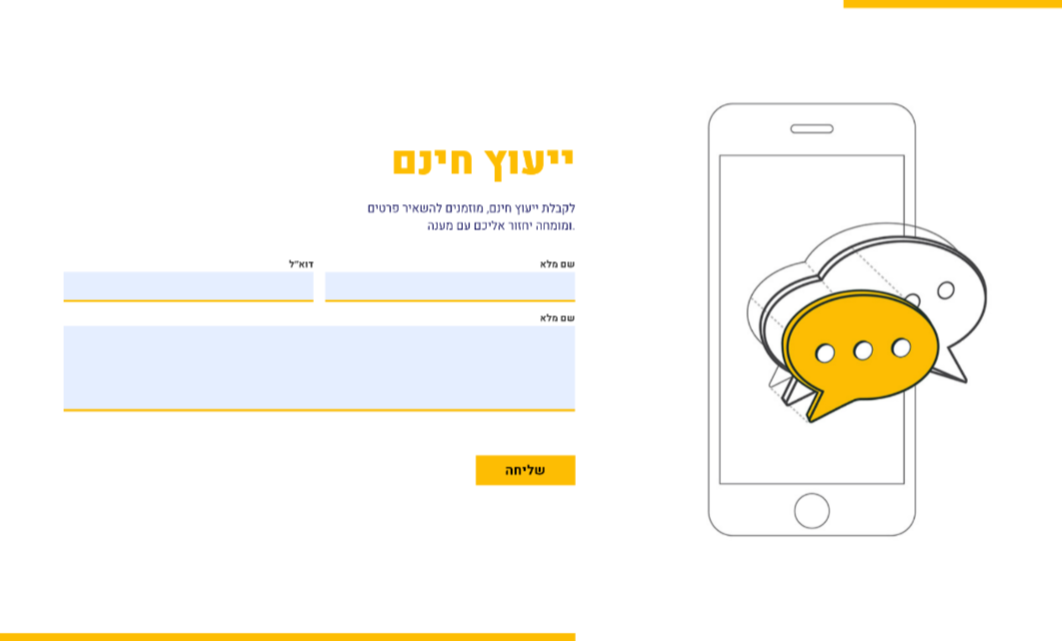 ייעוץ חינם
לקבלת ייעוץ חינם, מוזמנים להשאיר פרטים
ומומחה יחזור אליכם עם מענה.
שם מלא
דוא״ל
שם מלא
שליחה